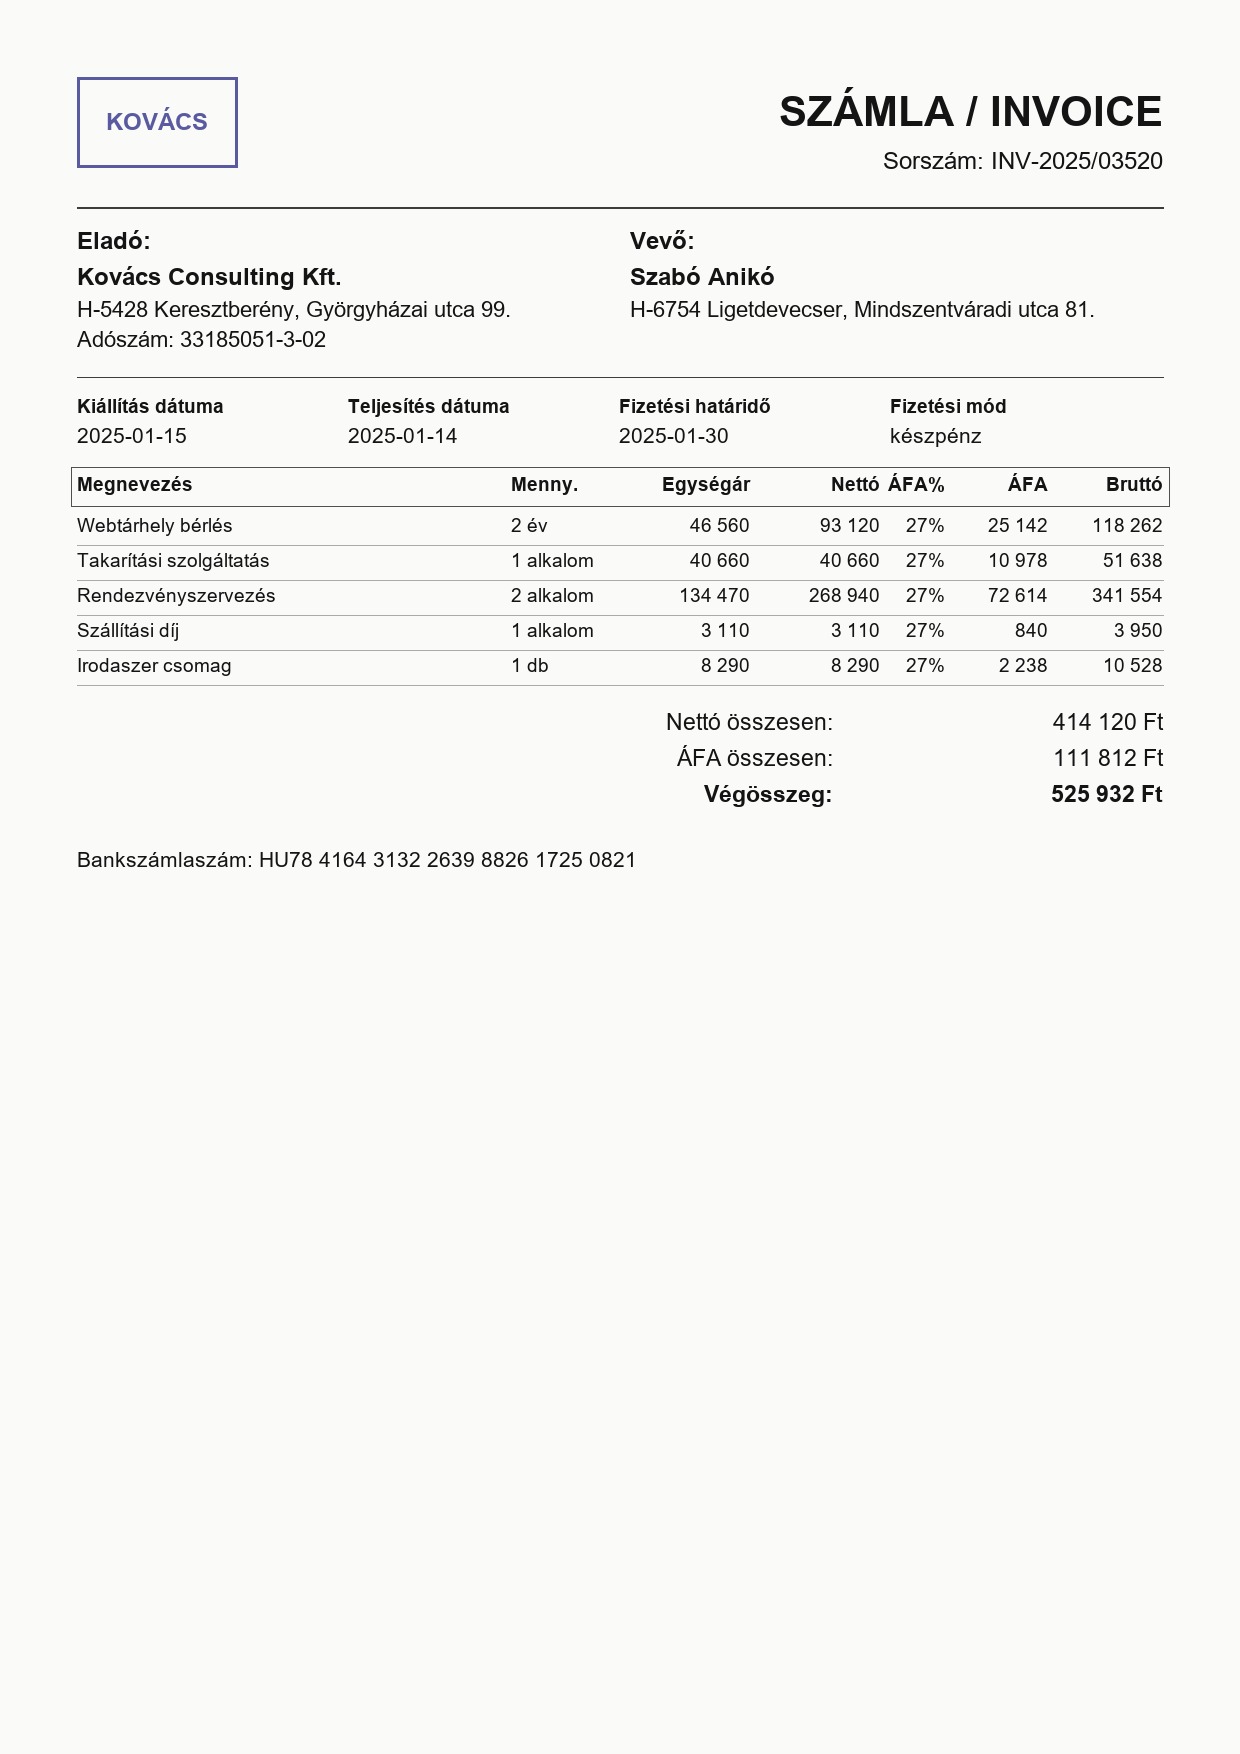 KOVÁCS
SZÁMLA / INVOICE
Sorszám: INV-2025/03520
Eladó:
Kovács Consulting Kft.
H-5428 Keresztberény, Györgyházai utca 99.
Adószám: 33185051-3-02
Vevő:
Szabó Anikó
H-6754 Ligetdevecser, Mindszentváradi utca 81.
Kiállítás dátuma Teljesítés dátuma Fizetési határidő Fizetési mód
2025-01-15 2025-01-14 2025-01-30 készpénz
Megnevezés Menny. Egységár Nettó ÁFA% ÁFA Bruttó
Webtárhely bérlés 2 év 46 560 93 120 27% 25 142 118 262
Takarítási szolgáltatás 1 alkalom 40 660 40 660 27% 10 978 51 638
Rendezvényszervezés 2 alkalom 134 470 268 940 27% 72 614 341 554
Szállítási díj 1 alkalom 3 110 3 110 27% 840 3 950
Irodaszer csomag 1 db 8 290 8 290 27% 2 238 10 528
Nettó összesen: 414 120 Ft
ÁFA összesen: 111 812 Ft
Végösszeg: 525 932 Ft
Bankszámlaszám: HU78 4164 3132 2639 8826 1725 0821